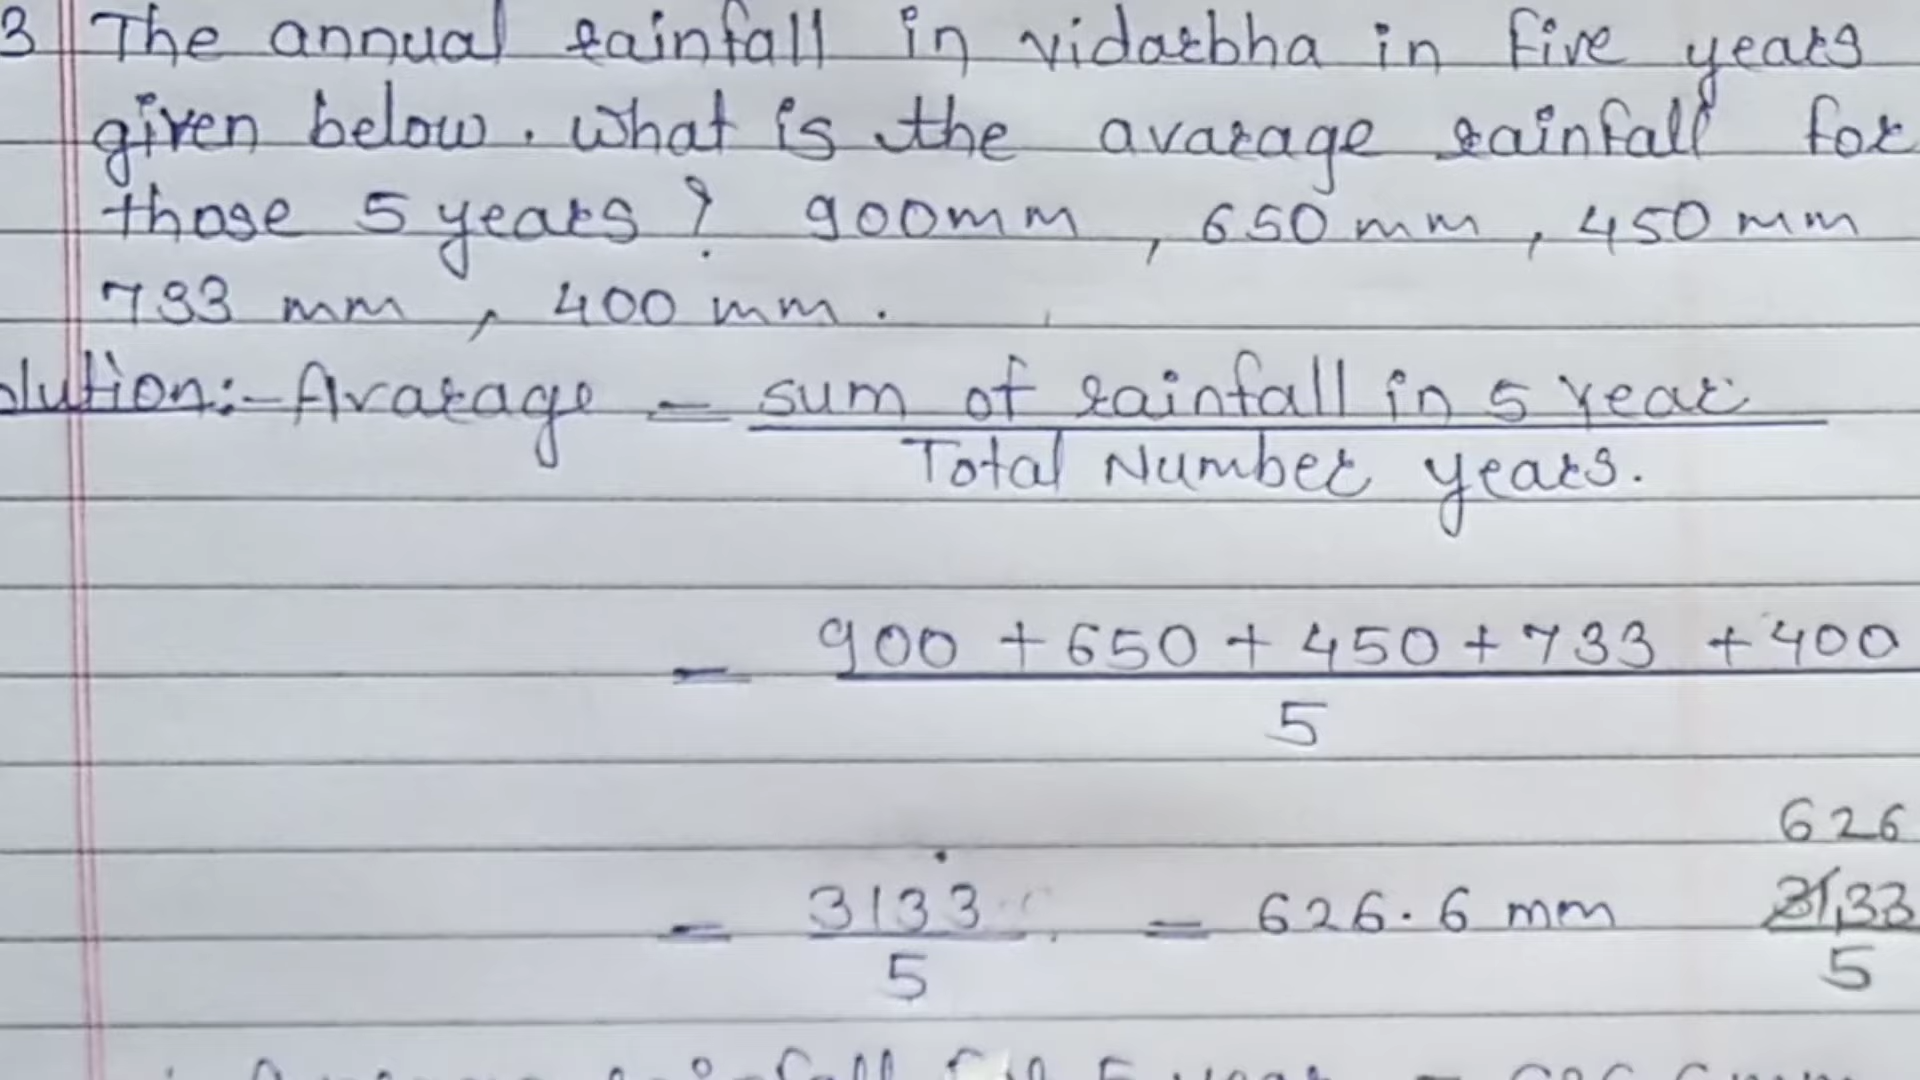 3 The annual rainfall in vidarbha in five years
given below. What is the avarage rainfall for
those 5 years? 900mm, 650 mm, 450 mm
733 mm, 400 mm.
olution:- Avarage = sum of rainfall in 5 year
Total Number years.
= 900 + 650 + 450 + 733 + 400
5
626
= 3133 = 626.6 mm 3133
5 5